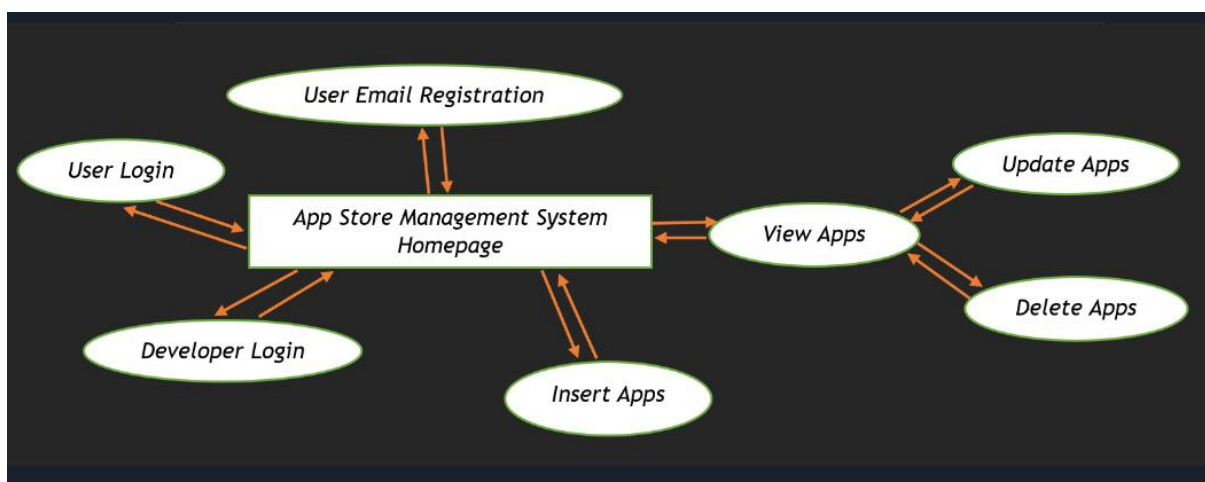 User Email Registration
User Login
Update Apps
App Store Management System
Homepage
View Apps
Delete Apps
Developer Login
Insert Apps